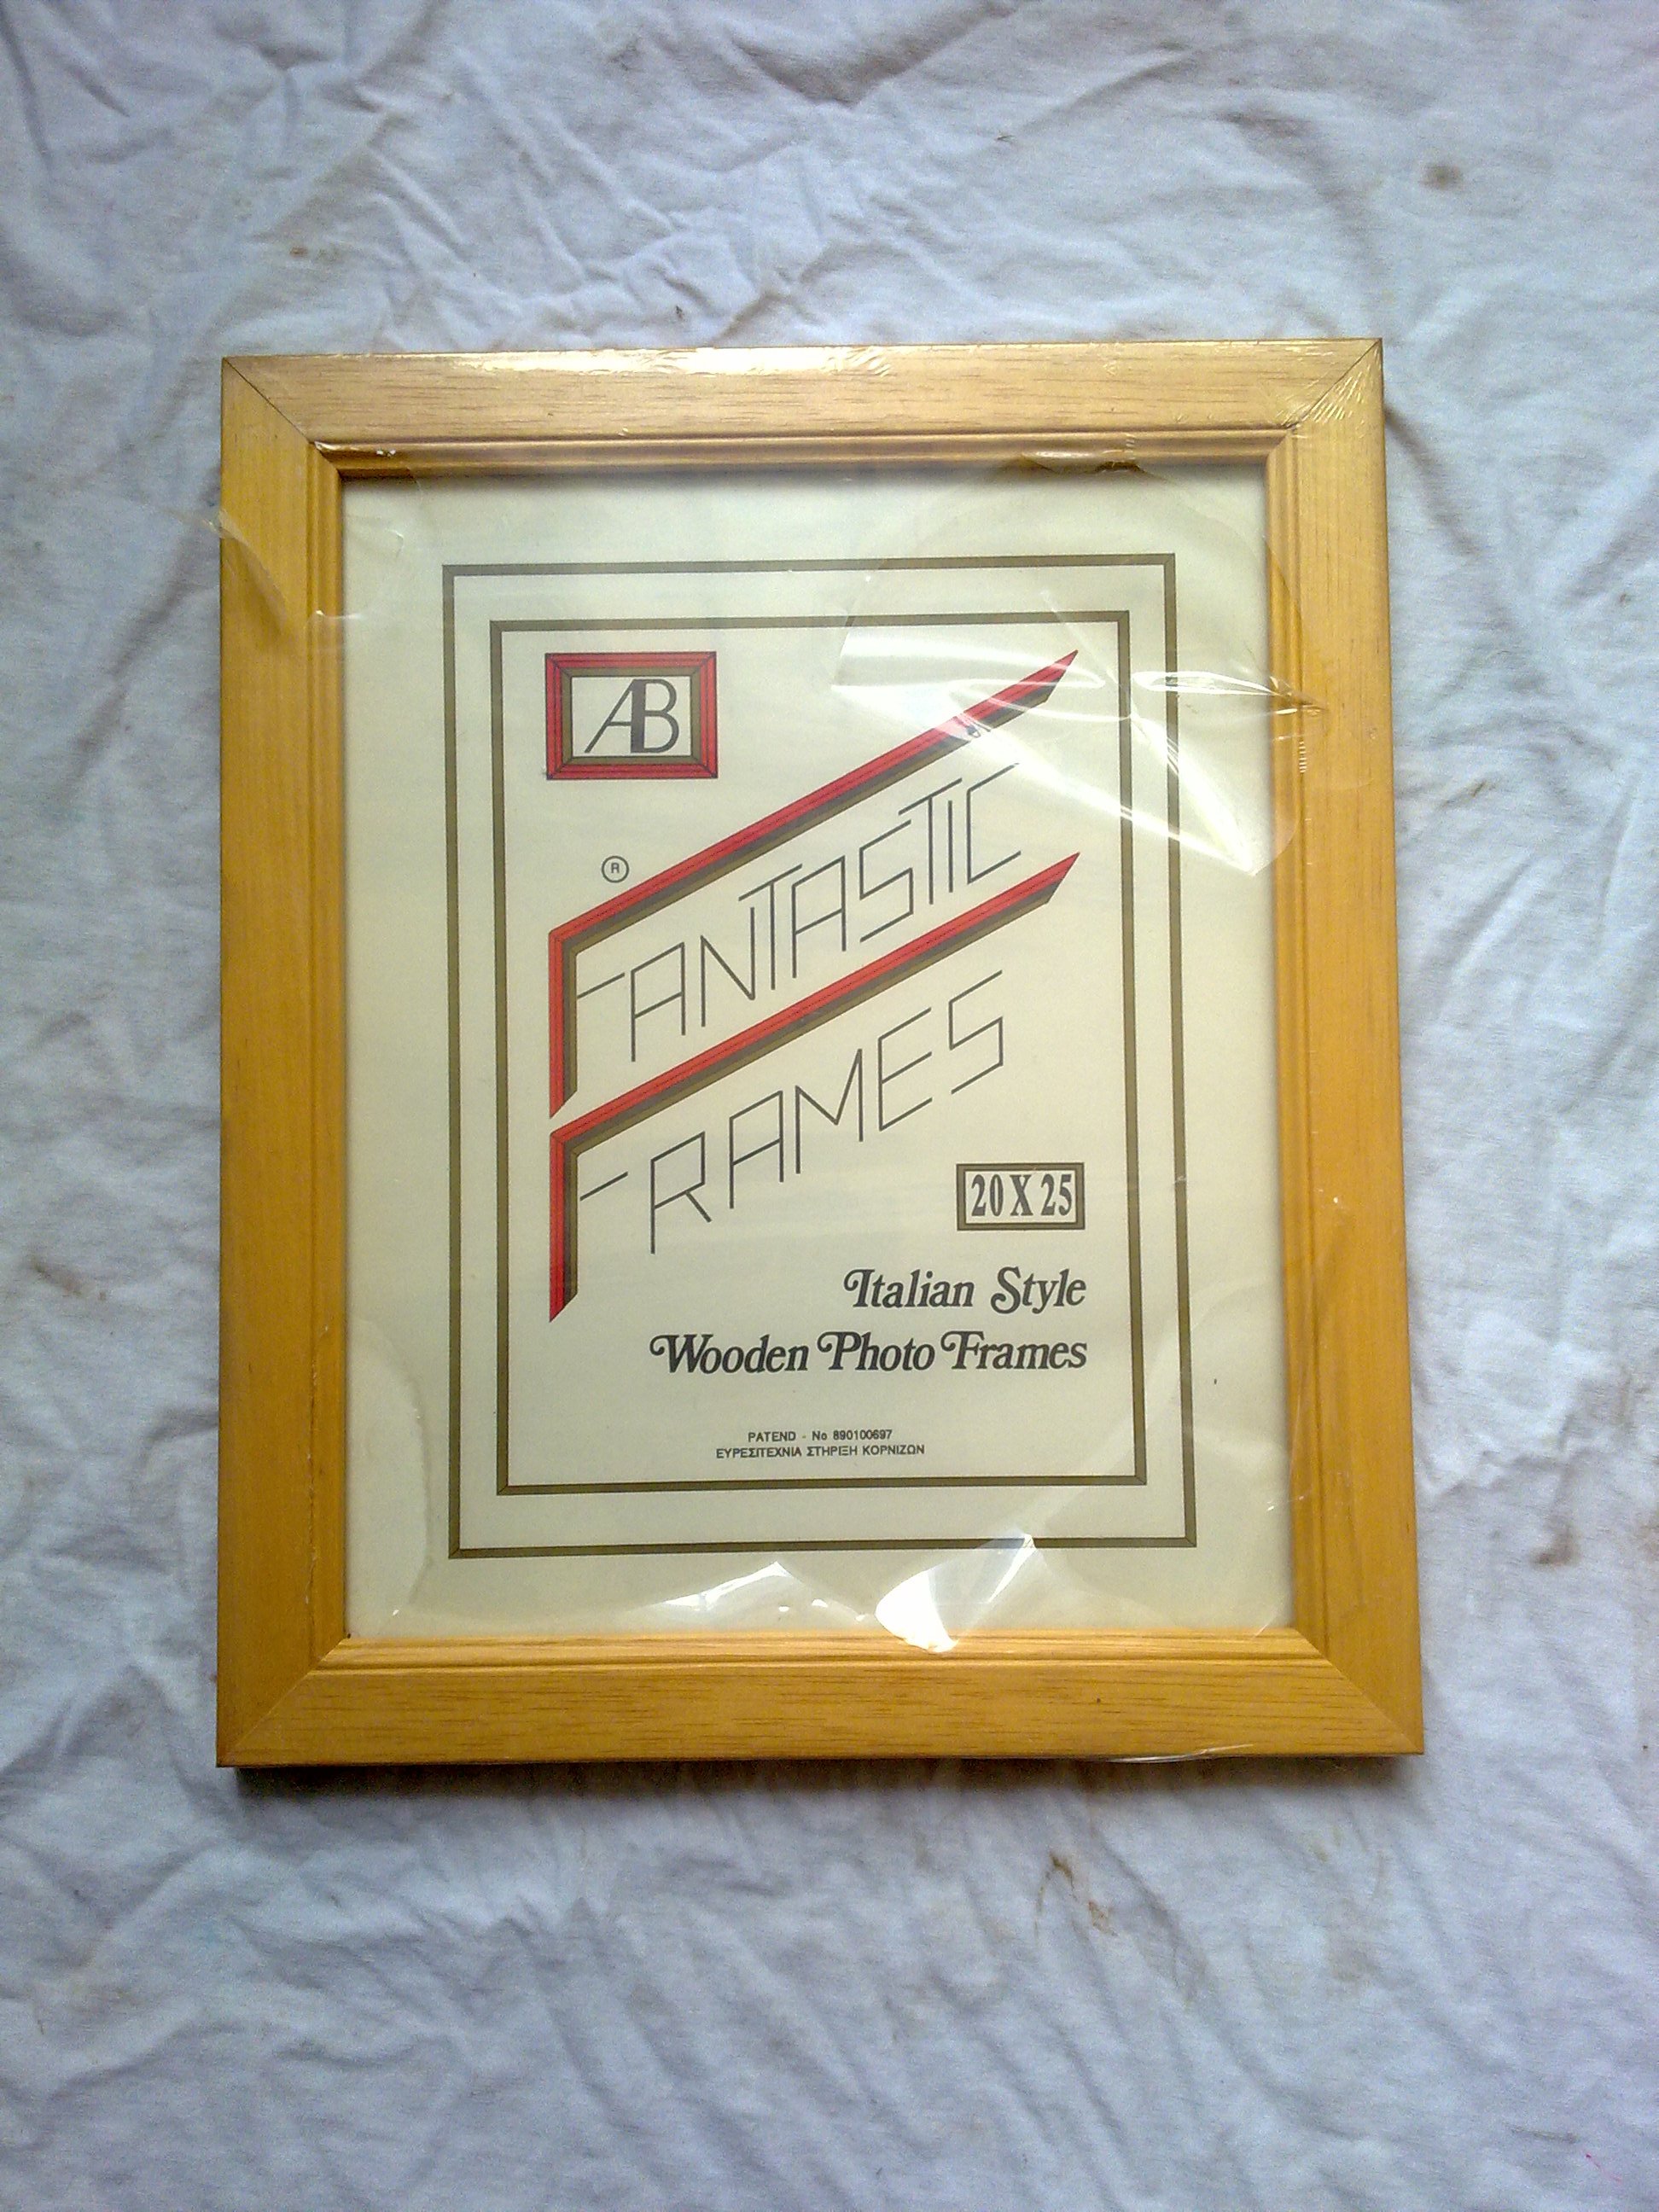 AB
®
FANTASTIC
FRAMES
20 X 25
Italian Style
Wooden Photo Frames
PATEND - No 890100697
ΕΥΡΕΣΙΤΕΧΝΙΑ ΣΤΗΡΙΞΗ ΚΟΡΝΙΖΩΝ